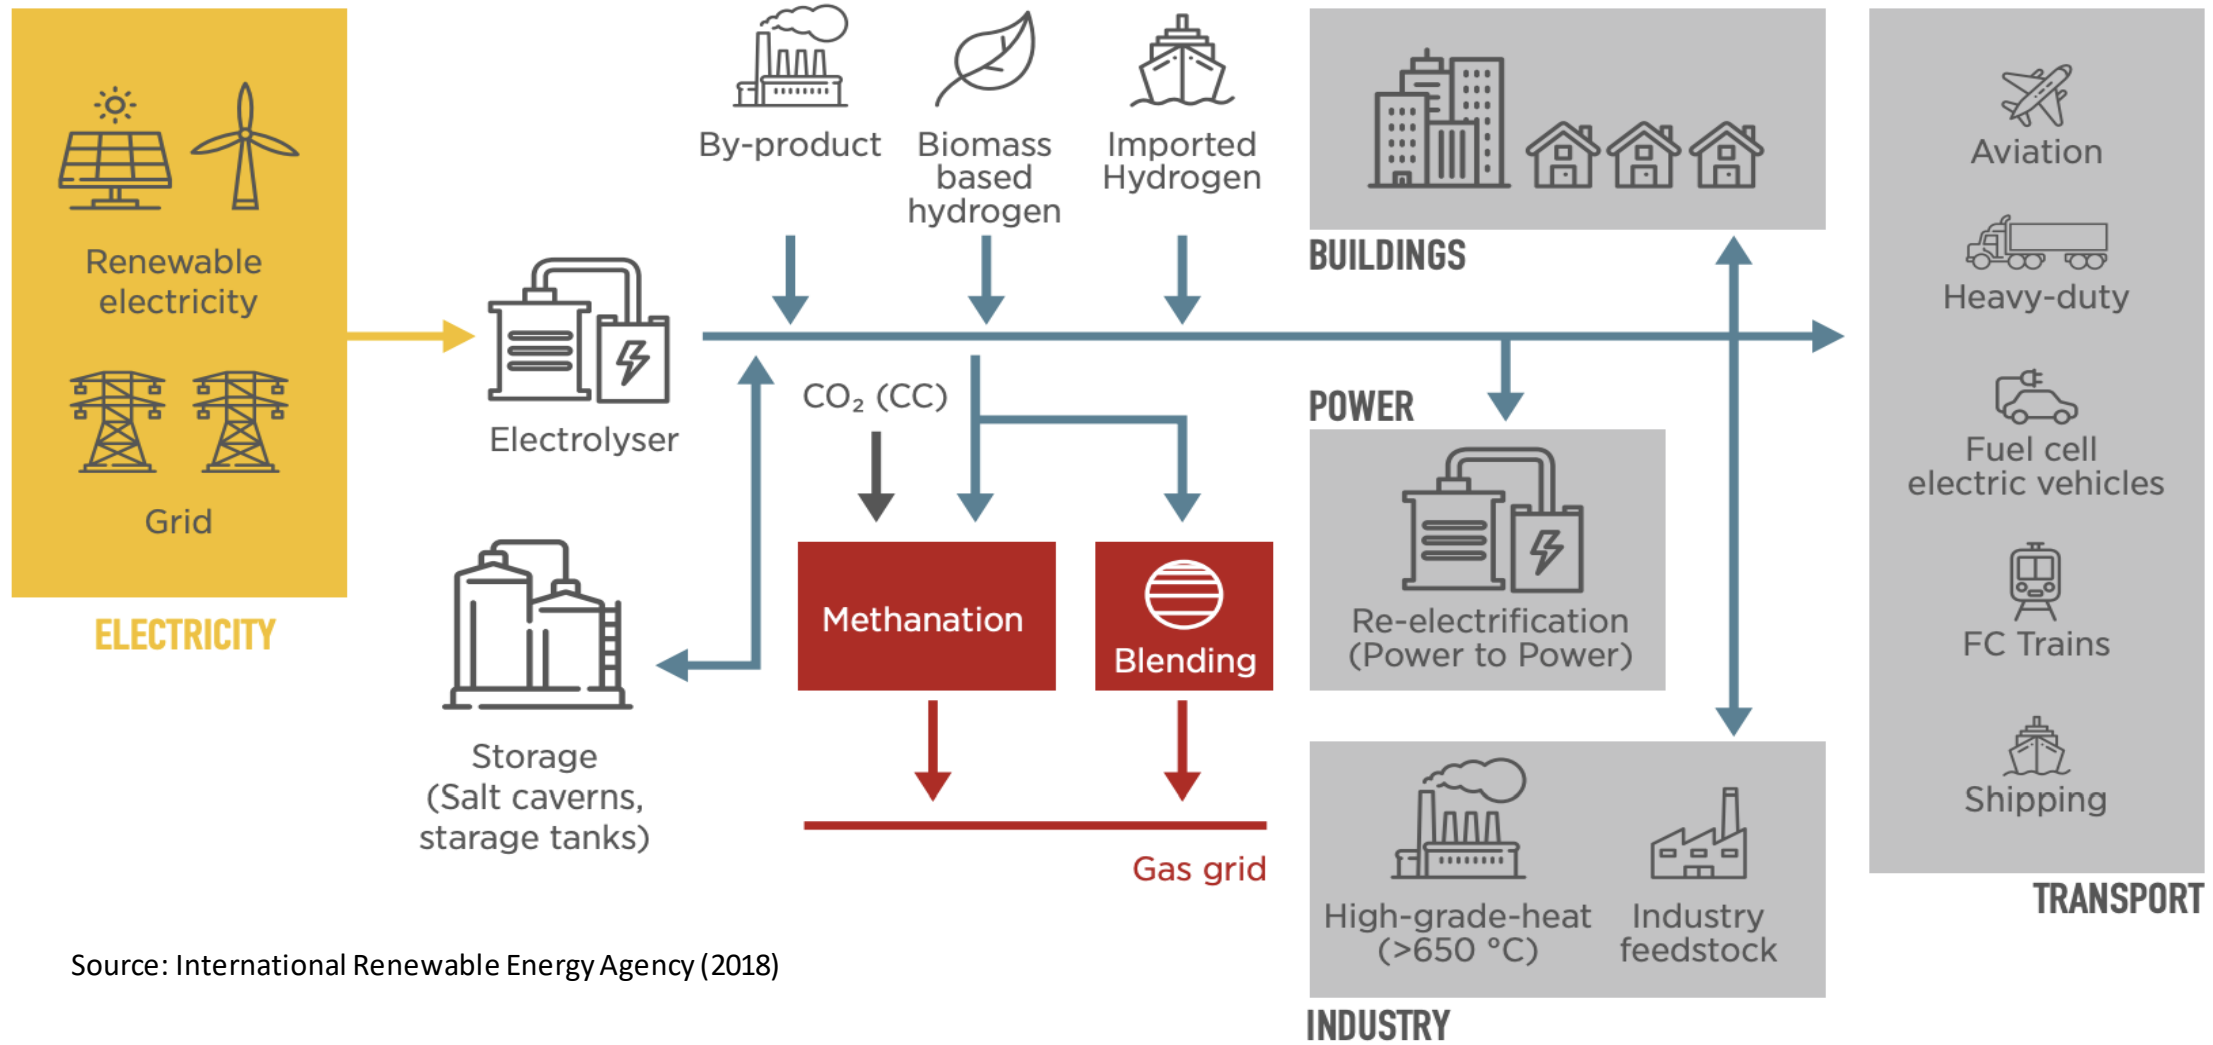 Renewable
electricity
Grid
ELECTRICITY
Electrolyser
Storage
(Salt caverns,
starage tanks)
By-product
Biomass
based
hydrogen
Imported
Hydrogen
CO₂ (CC)
Methanation
Blending
Gas grid
BUILDINGS
POWER
Re-electrification
(Power to Power)
High-grade-heat
(>650 °C)
Industry
feedstock
INDUSTRY
Aviation
Heavy-duty
Fuel cell
electric vehicles
FC Trains
Shipping
TRANSPORT
Source: International Renewable Energy Agency (2018)